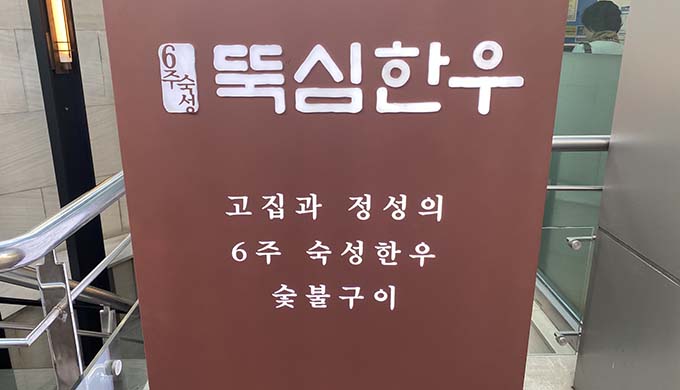 6주숙성 뚝심한우
고집과 정성의
6주 숙성한우
숯불구이